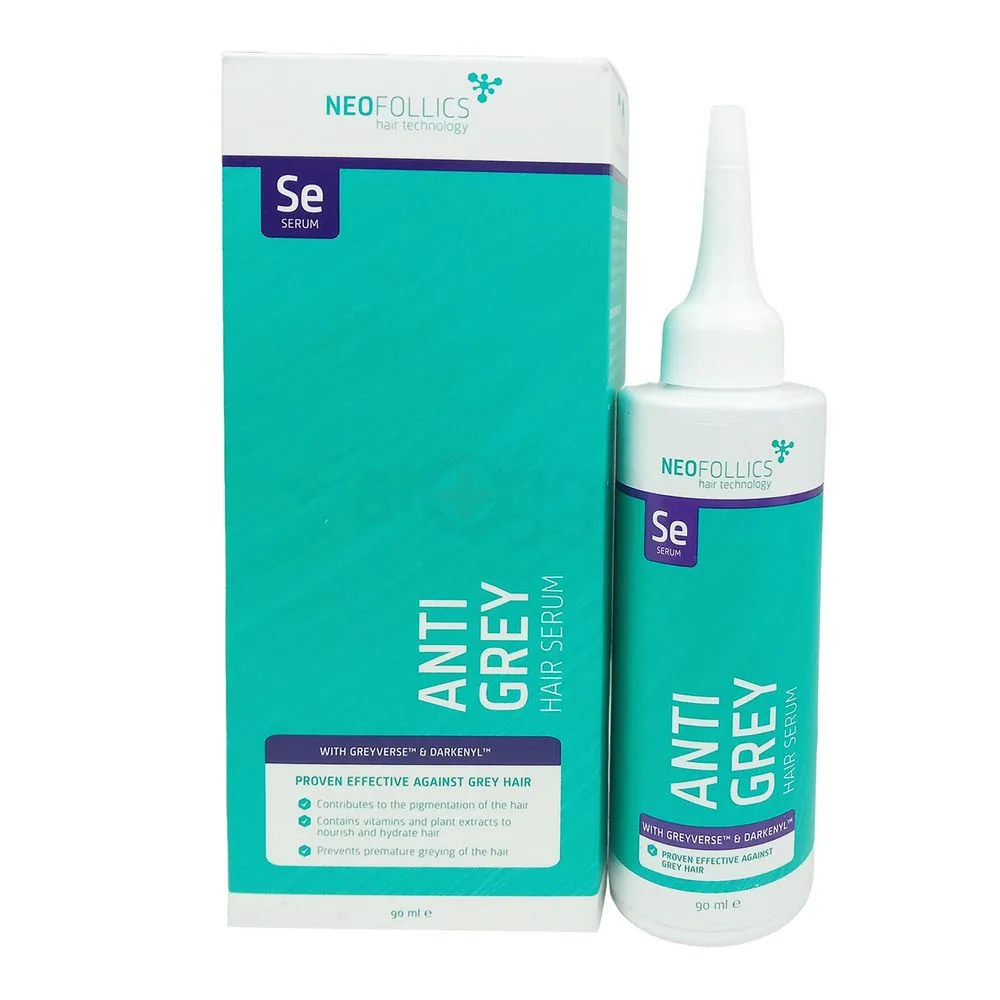 NEOFOLLICS
hair technology
Se
SERUM
ANTI
GREY
HAIR SERUM
WITH GREYVERSE™ & DARKENYL™
PROVEN EFFECTIVE AGAINST GREY HAIR
Contributes to the pigmentation of the hair
Contains vitamins and plant extracts to
nourish and hydrate hair
Prevents premature greying of the hair
90 ml e
NEOFOLLICS
hair technology
Se
SERUM
ANTI
GREY
HAIR SERUM
WITH GREYVERSE™ & DARKENYL™
PROVEN EFFECTIVE AGAINST
GREY HAIR
90 ml e